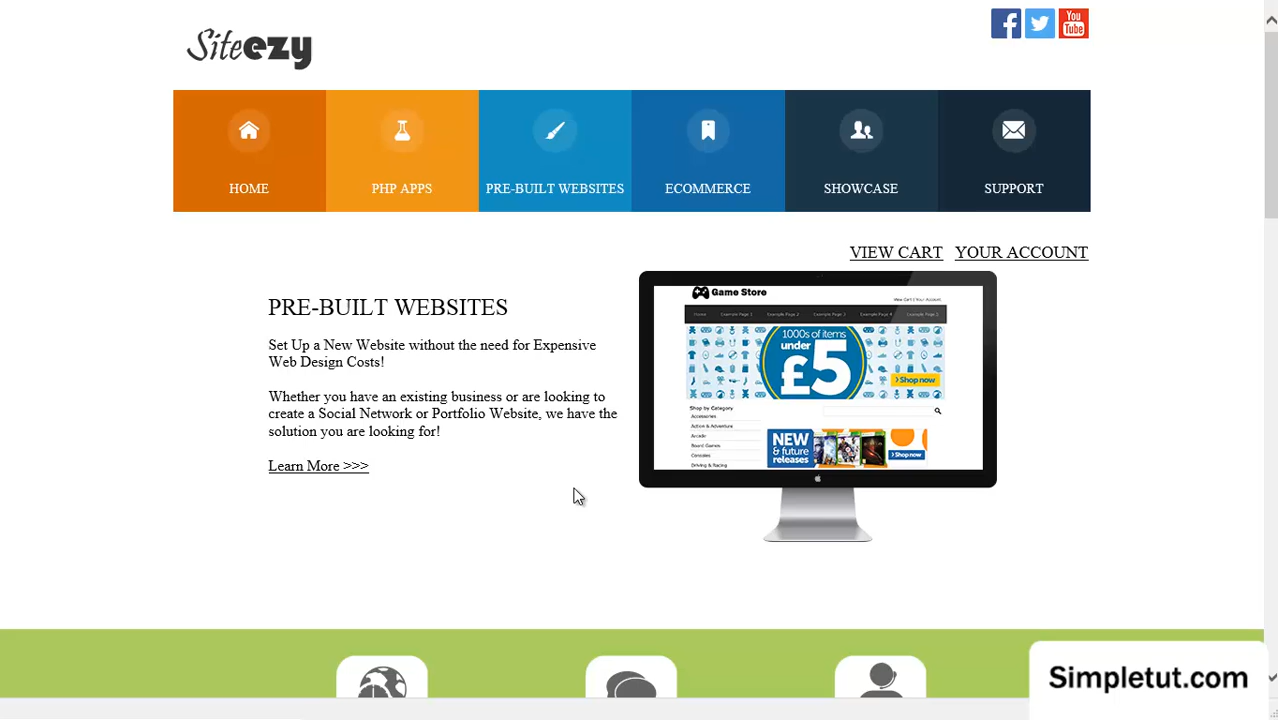 Siteezy
You
Tube
HOME
PHP APPS
PRE-BUILT WEBSITES
ECOMMERCE
SHOWCASE
SUPPORT
VIEW CART
YOUR ACCOUNT
PRE-BUILT WEBSITES
Set Up a New Website without the need for Expensive
Web Design Costs!
Whether you have an existing business or are looking to
create a Social Network or Portfolio Website, we have the
solution you are looking for!
Learn More >>>
Game Store
View Cart | Your Account
Home
Example Page 1
Example Page 2
Example Page 3
Example Page 4
Example Page 5
1000s of items
under
£5
> Shop now
Shop by Category
Accessories
Action & Adventure
Arcade
Board Games
Consoles
Driving & Racing
NEW
& future
releases
> Shop now
Simpletut.com